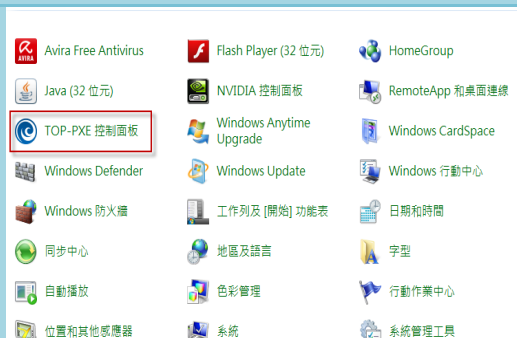 Avira Free Antivirus
Flash Player (32 位元)
HomeGroup
Java (32 位元)
NVIDIA 控制面板
RemoteApp 和桌面連線
TOP-PXE 控制面板
Windows Anytime
Upgrade
Windows CardSpace
Windows Defender
Windows Update
Windows 行動中心
Windows 防火牆
工作列及 [開始] 功能表
日期和時間
同步中心
地區及語言
字型
自動播放
色彩管理
行動作業中心
位置和其他感應器
系統
系統管理工具